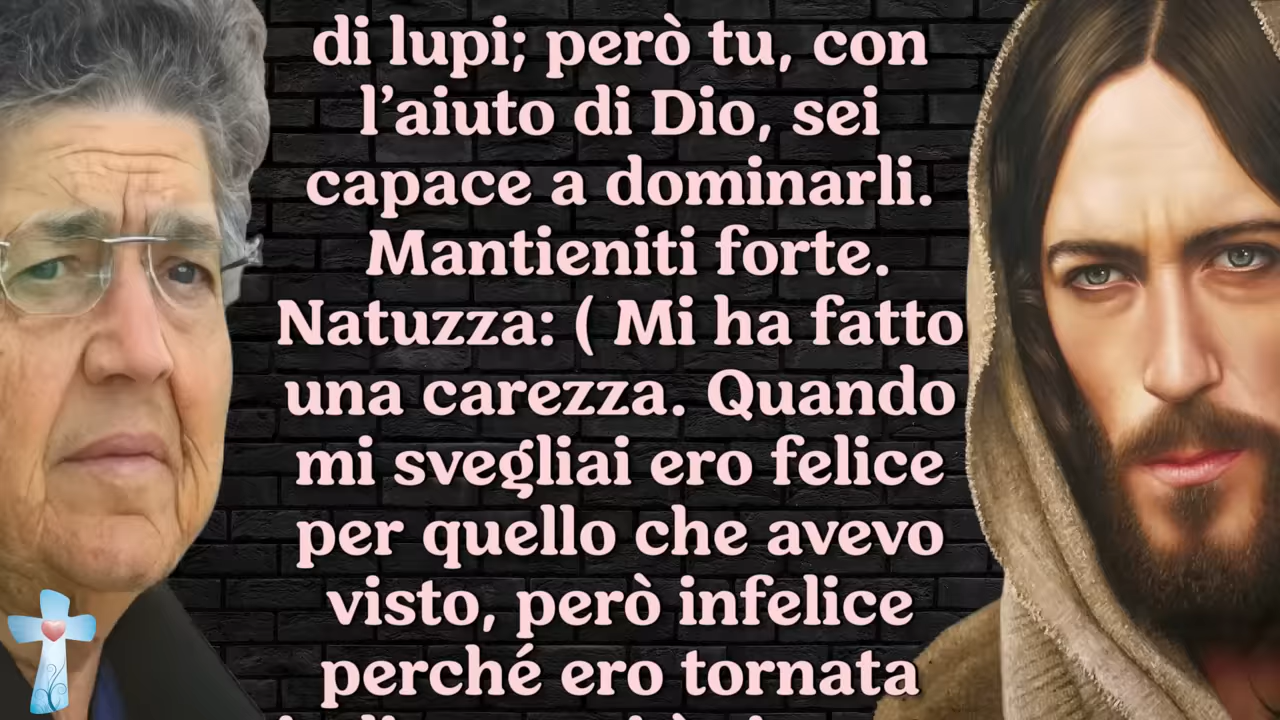 di lupi; però tu, con
l’aiuto di Dio, sei
capace a dominarli.
Mantieniti forte.
Natuzza: ( Mi ha fatto
una carezza. Quando
mi svegliai ero felice
per quello che avevo
visto, però infelice
perché ero tornata